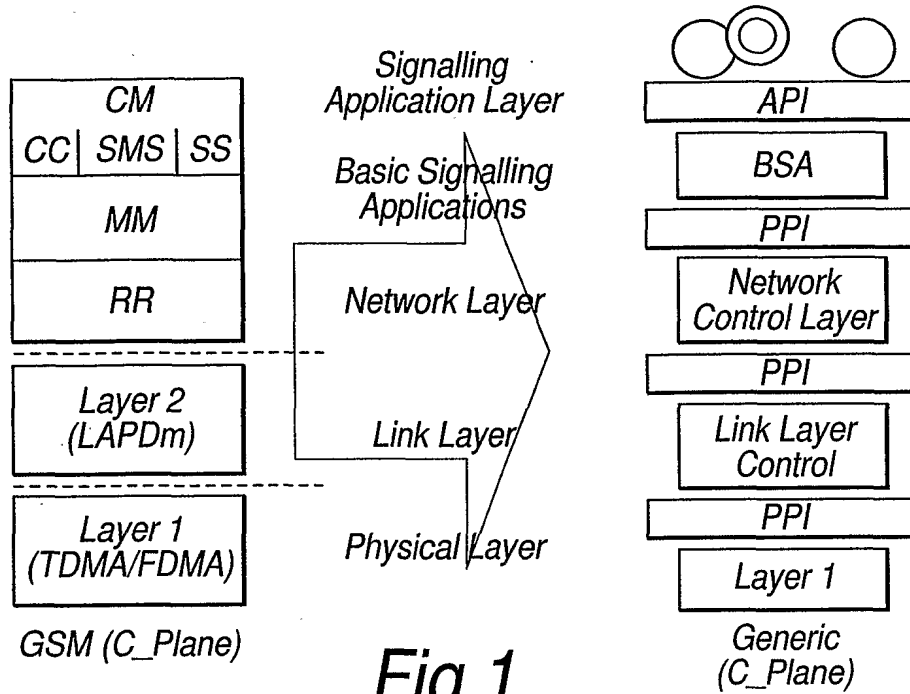 CM
CC | SMS | SS
MM
RR
Layer 2
(LAPDm)
Layer 1
(TDMA/FDMA)
GSM (C_Plane)
Signalling
Application Layer
Basic Signalling
Applications
Network Layer
Link Layer
Physical Layer
API
BSA
PPI
Network
Control Layer
PPI
Link Layer
Control
PPI
Layer 1
Generic
(C_Plane)
Fig.1